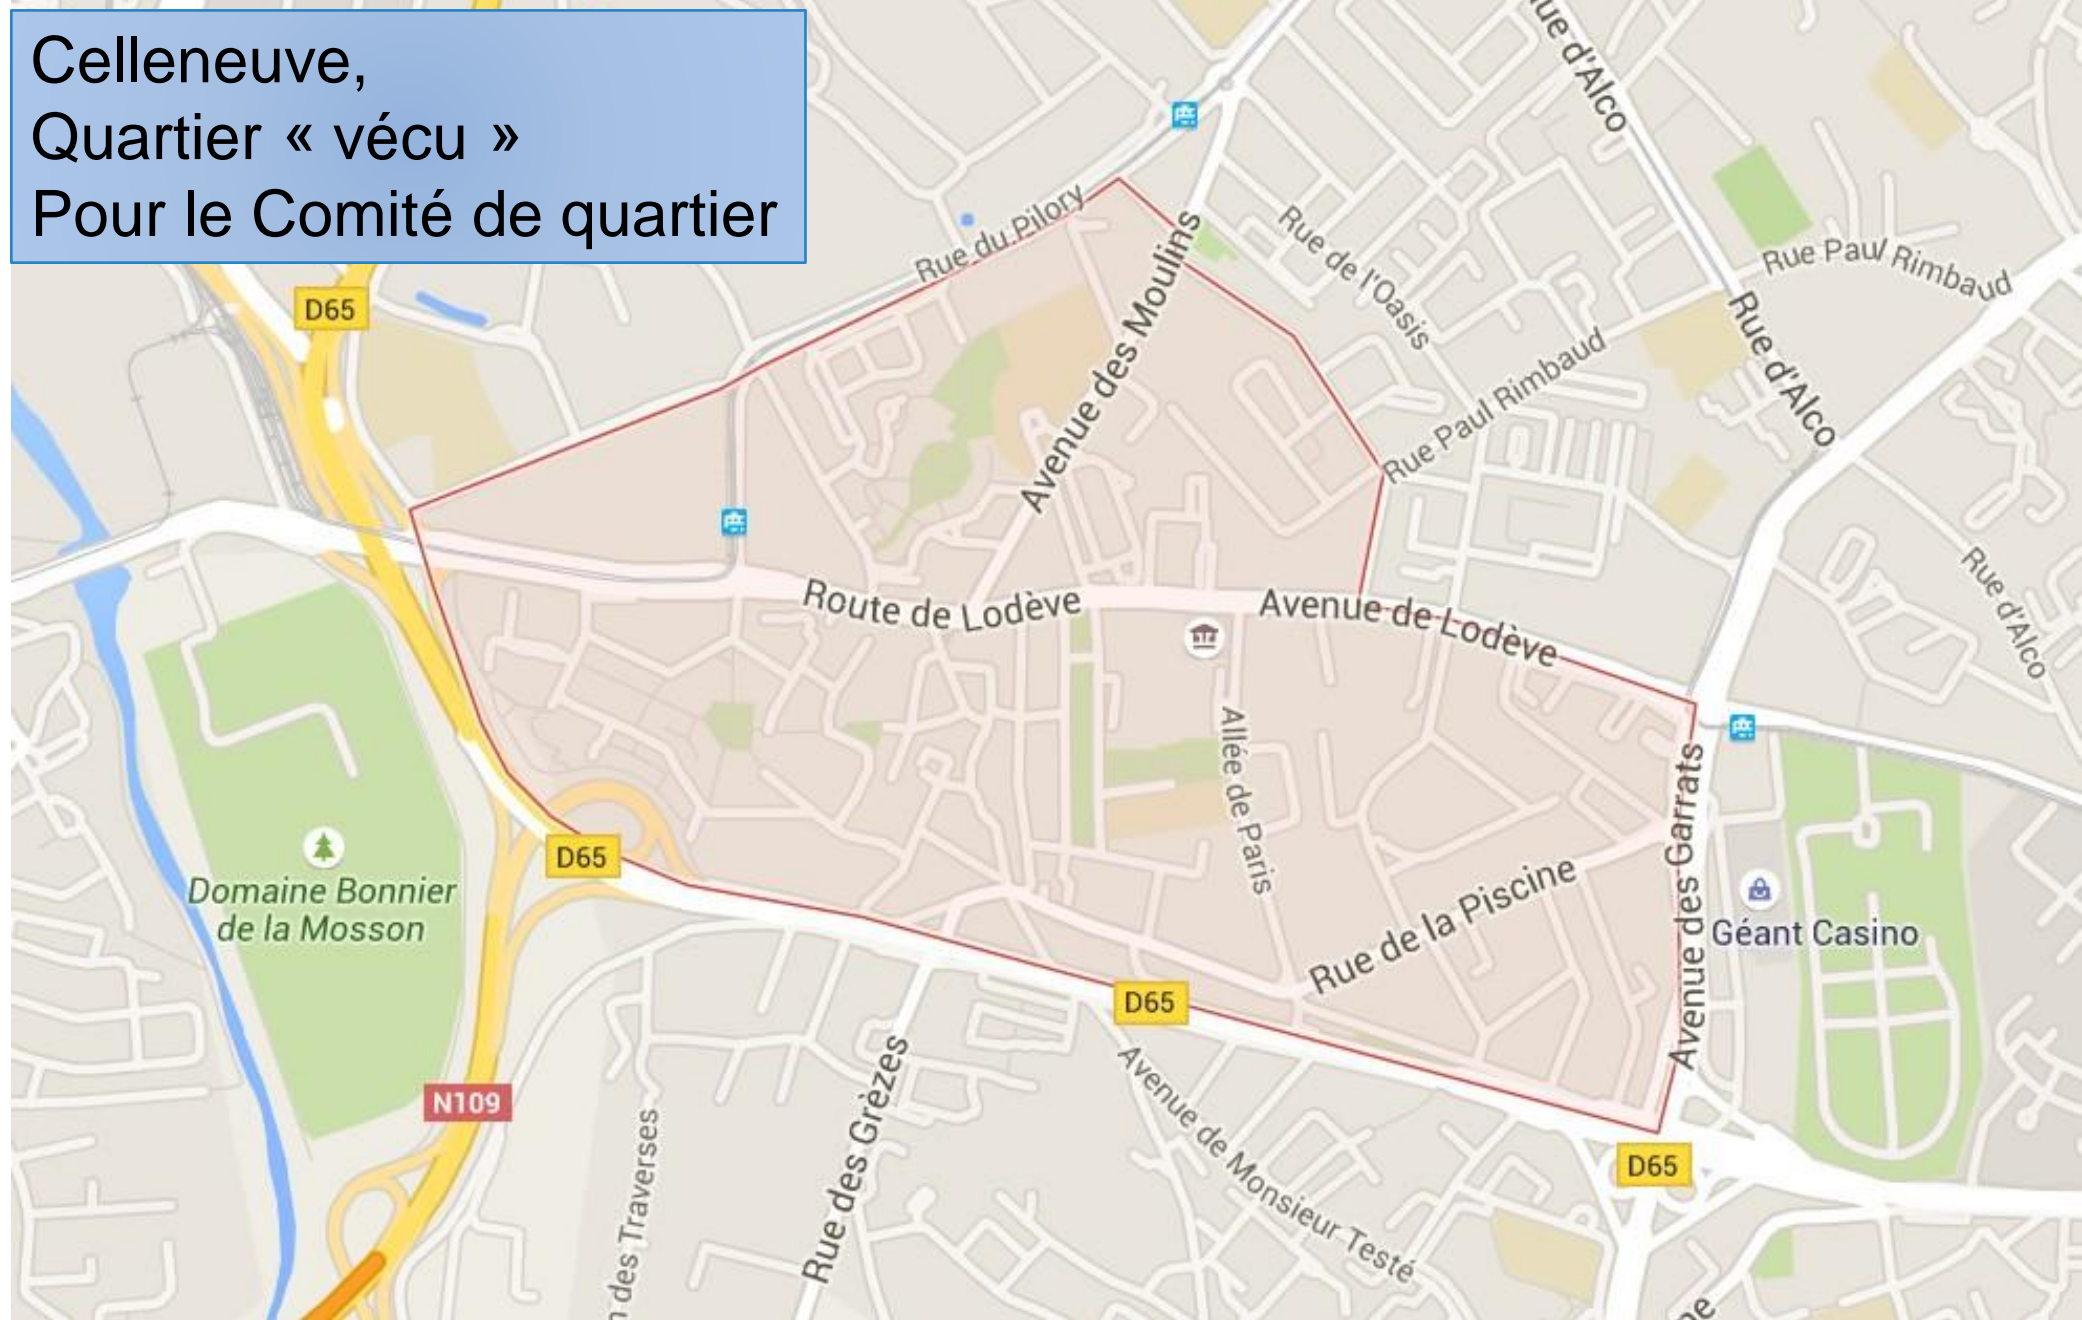 Celleneuve,
Quartier « vécu »
Pour le Comité de quartier
Rue d'Alco
Rue du Pilory
Avenue des Moulins
Rue de l'Oasis
Rue Paul Rimbaud
D65
Rue d'Alco
Rue Paul Rimbaud
Route de Lodève
Avenue de Lodève
Rue d'Alco
Allée de Paris
Avenue des Garrats
D65
Domaine Bonnier
de la Mosson
Rue de la Piscine
Géant Casino
D65
N109
Rue des Grèzes
Avenue de Monsieur Testé
des Traverses
D65